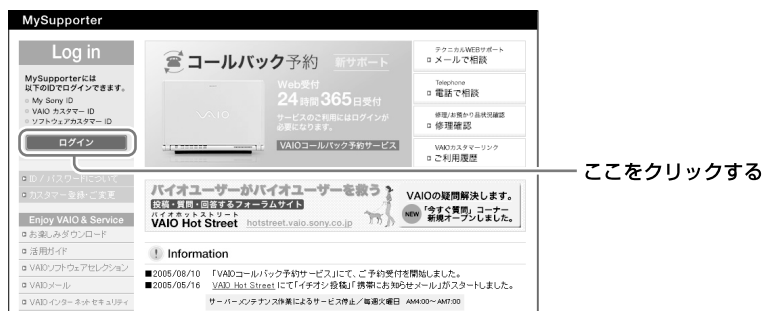 MySupporter
Log in
MySupporterには
以下のIDでログインできます。
My Sony ID
VAIO カスタマー ID
ソフトウェアカスタマー ID
ログイン
ID / パスワードについて
カスタマー登録・ご変更
Enjoy VAIO & Service
お楽しみダウンロード
活用ガイド
VAIOソフトウェアセレクション
VAIOメール
VAIO インターネットセキュリティ
コールバック予約 新サポート
VAIO
Web受付
24時間365日受付
サービスのご利用にはログインが
必要になります。
VAIOコールバック予約サービス
テクニカルWEBサポート
メールで相談
Telephone
電話で相談
修理/お預かり品状況確認
修理確認
VAIOカスタマーリンク
ご利用履歴
ここをクリックする
バイオユーザーがバイオユーザーを救う
投稿・質問・回答するフォーラムサイト
バイオホットストリート
VAIO Hot Street hotstreet.vaio.sony.co.jp
VAIOの疑問解決します。
NEW 「今すぐ質問」コーナー
新規オープンしました。
! Information
■2005/08/10 「VAIOコールバック予約サービス」にて、ご予約受付を開始しました。
■2005/05/16 VAIO Hot Street にて「イチオシ投稿」「携帯にお知らせメール」がスタートしました。
サーバーメンテナンス作業によるサービス停止／毎週火曜日 AM4:00～AM7:00